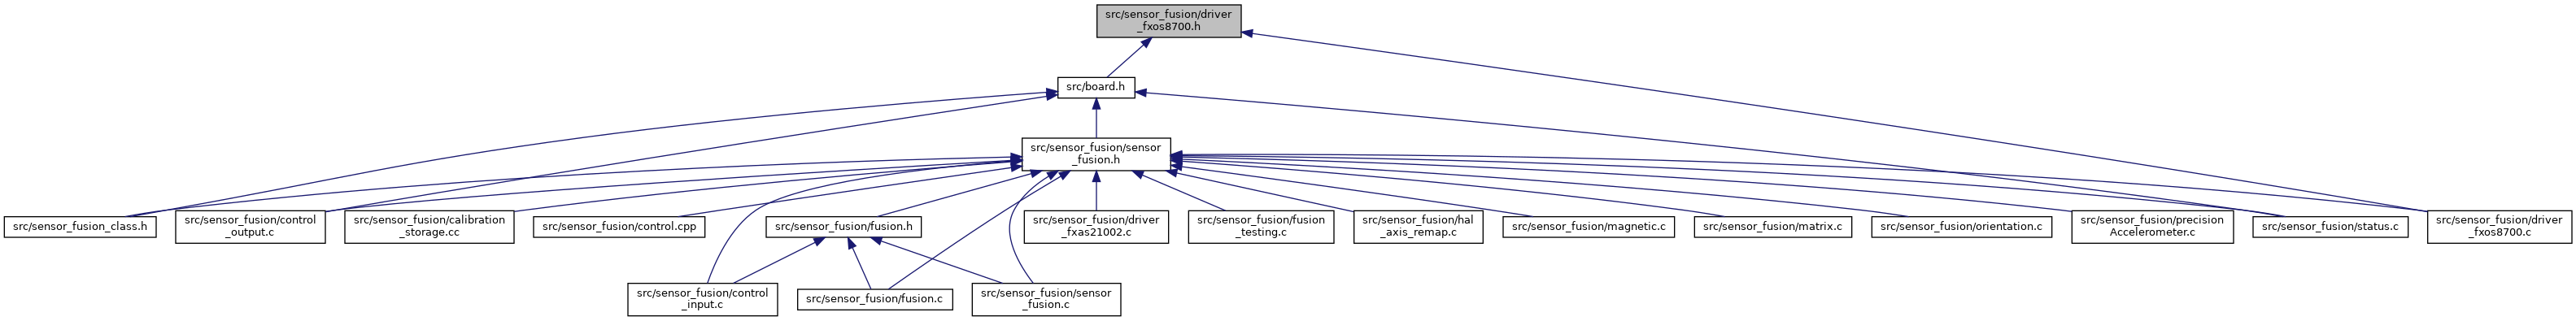 src/sensor_fusion/driver
_fxos8700.h
src/board.h
src/sensor_fusion/sensor
_fusion.h
src/sensor_fusion_class.h
src/sensor_fusion/control
_output.c
src/sensor_fusion/calibration
_storage.cc
src/sensor_fusion/control.cpp
src/sensor_fusion/fusion.h
src/sensor_fusion/driver
_fxas21002.c
src/sensor_fusion/fusion
_testing.c
src/sensor_fusion/hal
_axis_remap.c
src/sensor_fusion/magnetic.c
src/sensor_fusion/matrix.c
src/sensor_fusion/orientation.c
src/sensor_fusion/precision
Accelerometer.c
src/sensor_fusion/status.c
src/sensor_fusion/driver
_fxos8700.c
src/sensor_fusion/control
_input.c
src/sensor_fusion/fusion.c
src/sensor_fusion/sensor
_fusion.c